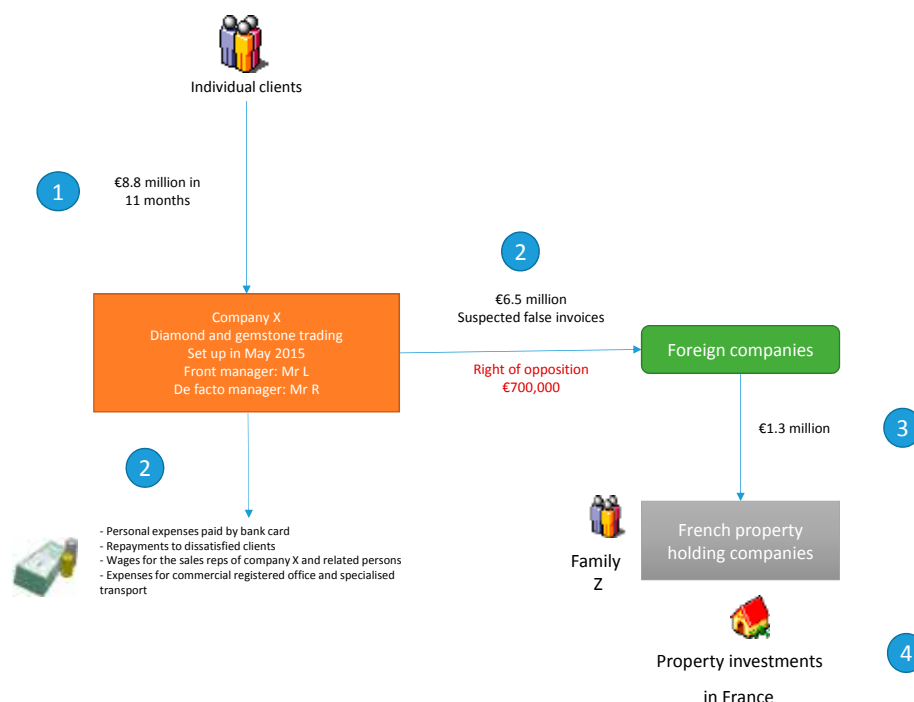 Individual clients
1
€8.8 million in
11 months
2
€6.5 million
Suspected false invoices
Company X
Diamond and gemstone trading
Set up in May 2015
Front manager: Mr L
De facto manager: Mr R
Right of opposition
€700,000
Foreign companies
€1.3 million
3
2
- Personal expenses paid by bank card
- Repayments to dissatisfied clients
- Wages for the sales reps of company X and related persons
- Expenses for commercial registered office and specialised
transport
Family
Z
French property
holding companies
Property investments
in France
4